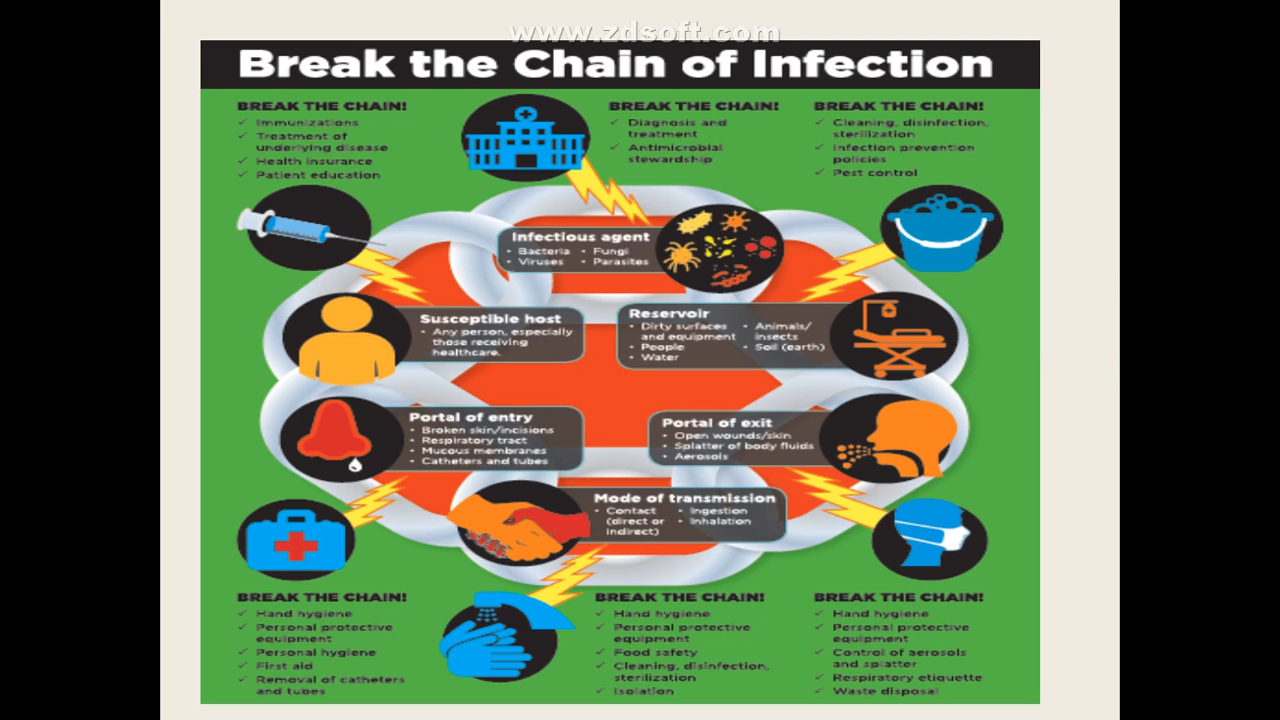 www.zdsoft.com
Break the Chain of Infection
BREAK THE CHAIN!
✓ Immunizations
✓ Treatment of
underlying disease
✓ Health insurance
✓ Patient education
BREAK THE CHAIN!
✓ Diagnosis and
treatment
✓ Antimicrobial
stewardship
BREAK THE CHAIN!
✓ Cleaning, disinfection,
sterilization
✓ Infection prevention
policies
✓ Pest control
Infectious agent
• Bacteria • Fungi
• Viruses • Parasites
Susceptible host
• Any person, especially
those receiving
healthcare.
Reservoir
• Dirty surfaces
and equipment
• People
• Water
• Animals/
insects
• Soil (earth)
Portal of entry
• Broken skin/incisions
• Respiratory tract
• Mucous membranes
• Catheters and tubes
Portal of exit
• Open wounds/skin
• Splatter of body fluids
• Aerosols
Mode of transmission
• Contact
(direct or
indirect)
• Ingestion
• Inhalation
BREAK THE CHAIN!
✓ Hand hygiene
✓ Personal protective
equipment
✓ Personal hygiene
✓ First aid
✓ Removal of catheters
and tubes
BREAK THE CHAIN!
✓ Hand hygiene
✓ Personal protective
equipment
✓ Food safety
✓ Cleaning, disinfection,
sterilization
✓ Isolation
BREAK THE CHAIN!
✓ Hand hygiene
✓ Personal protective
equipment
✓ Control of aerosols
and splatter
✓ Respiratory etiquette
✓ Waste disposal